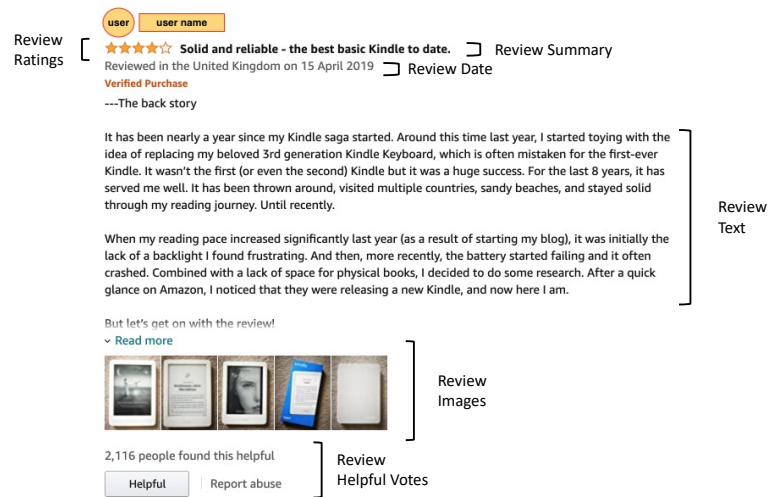 user
user name
Review
Ratings
Solid and reliable - the best basic Kindle to date.
Review Summary
Reviewed in the United Kingdom on 15 April 2019
Review Date
Verified Purchase
---The back story
It has been nearly a year since my Kindle saga started. Around this time last year, I started toying with the
idea of replacing my beloved 3rd generation Kindle Keyboard, which is often mistaken for the first-ever
Kindle. It wasn't the first (or even the second) Kindle but it was a huge success. For the last 8 years, it has
served me well. It has been thrown around, visited multiple countries, sandy beaches, and stayed solid
through my reading journey. Until recently.
Review
Text
When my reading pace increased significantly last year (as a result of starting my blog), it was initially the
lack of a backlight I found frustrating. And then, more recently, the battery started failing and it often
crashed. Combined with a lack of space for physical books, I decided to do some research. After a quick
glance on Amazon, I noticed that they were releasing a new Kindle, and now here I am.
But let's get on with the review!
Read more
Review
Images
2,116 people found this helpful
Review
Helpful Votes
Helpful
Report abuse